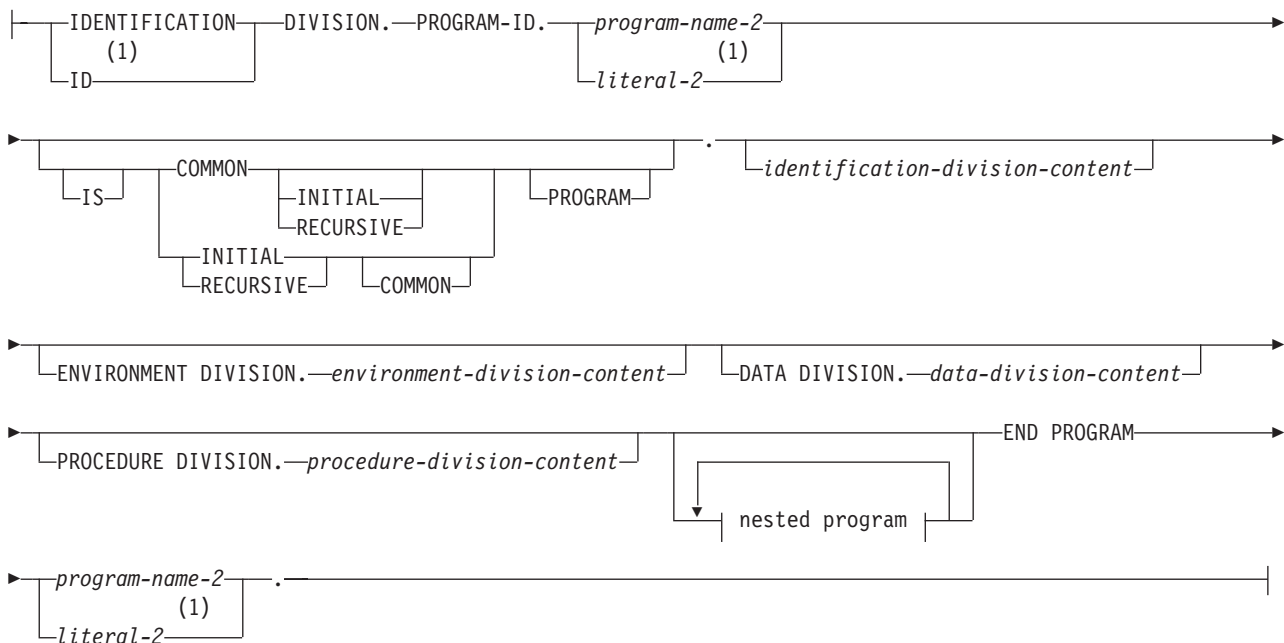 IDENTIFICATION DIVISION. PROGRAM-ID. program-name-2
(1) (1)
ID literal-2
COMMON . identification-division-content
IS INITIAL PROGRAM
RECURSIVE
INITIAL
RECURSIVE COMMON
ENVIRONMENT DIVISION. environment-division-content DATA DIVISION. data-division-content
END PROGRAM
PROCEDURE DIVISION. procedure-division-content
nested program
program-name-2 .
(1)
literal-2